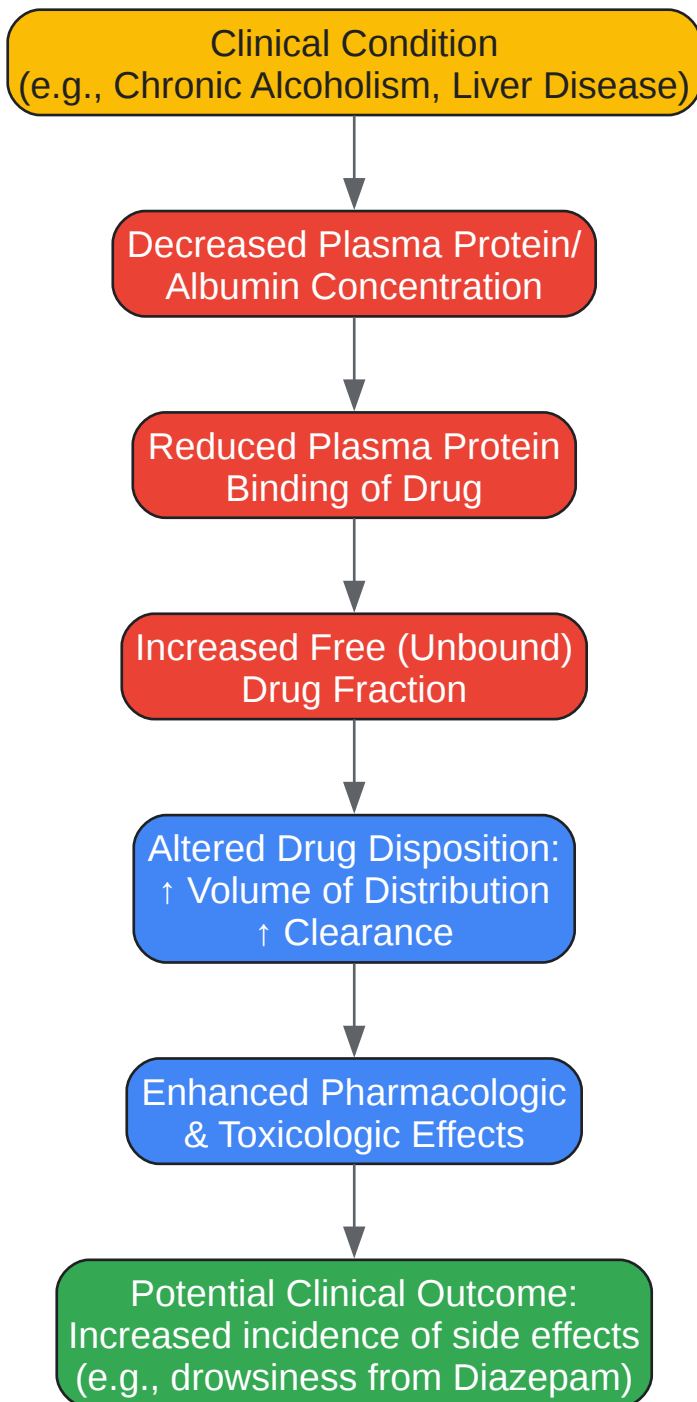 Clinical Condition
(e.g., Chronic Alcoholism, Liver Disease)
Decreased Plasma Protein/
Albumin Concentration
Reduced Plasma Protein
Binding of Drug
Increased Free (Unbound)
Drug Fraction
Altered Drug Disposition:
↑ Volume of Distribution
↑ Clearance
Enhanced Pharmacologic
& Toxicologic Effects
Potential Clinical Outcome:
Increased incidence of side effects
(e.g., drowsiness from Diazepam)